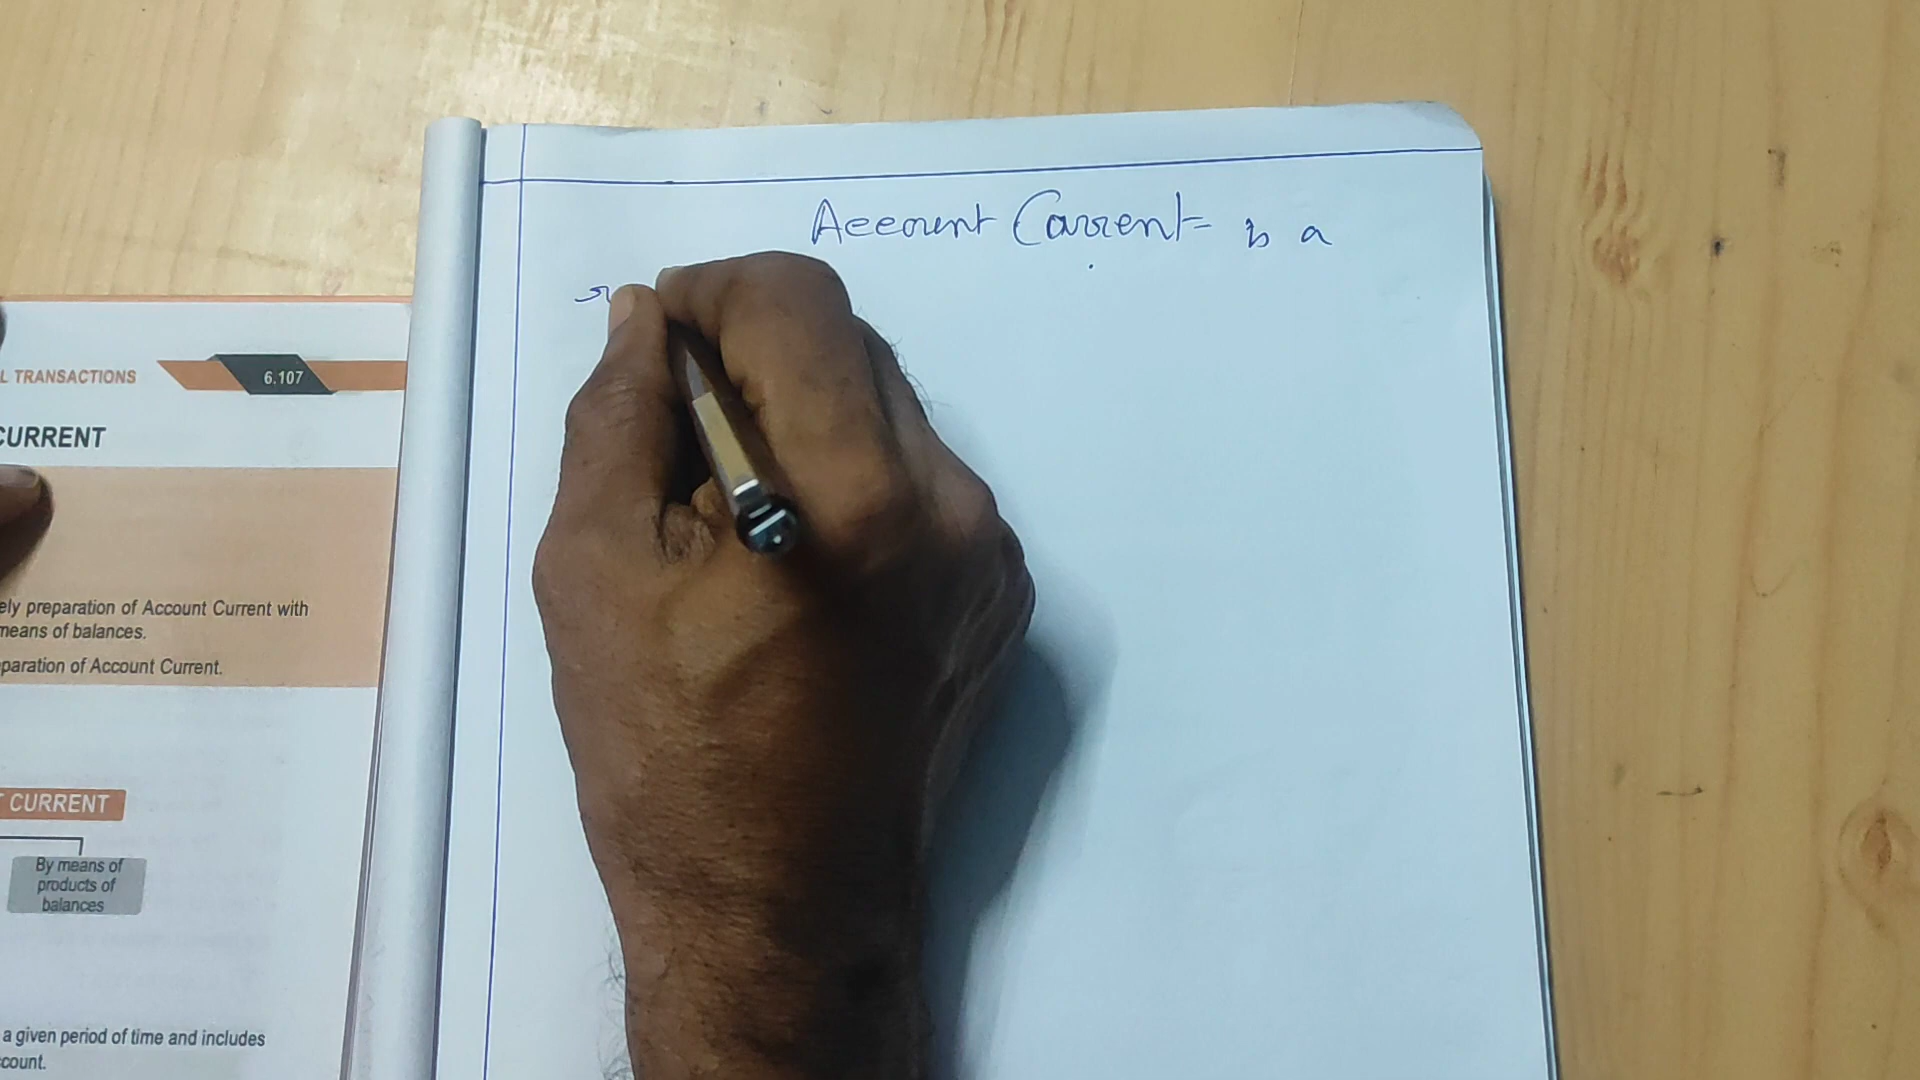 L TRANSACTIONS 6.107
CURRENT
ely preparation of Account Current with
means of balances.
paration of Account Current.
T CURRENT
By means of
products of
balances
a given period of time and includes
count.
Account Current- is a